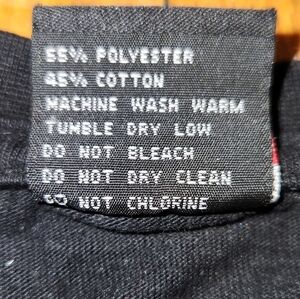 55% POLYESTER
45% COTTON
MACHINE WASH WARM
TUMBLE DRY LOW
DO NOT BLEACH
DO NOT DRY CLEAN
DO NOT CHLORINE